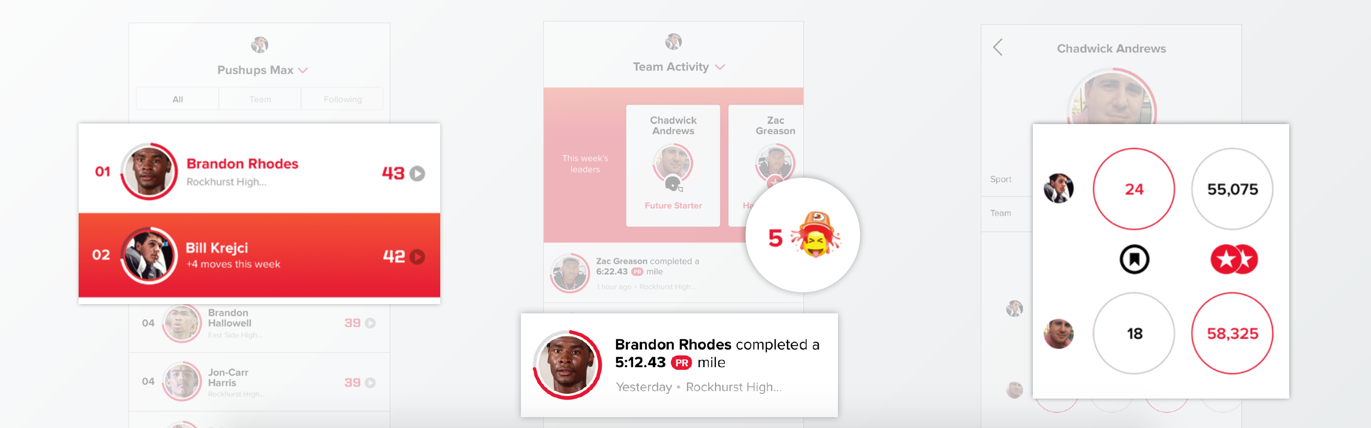 Pushups Max
All
Team
Following
01
Brandon Rhodes
Rockhurst High...
43
02
Bill Krejci
+4 moves this week
42
04
Brandon
Hallowell
East Side High...
39
04
Jon-Carr
Harris
Rockhurst High...
39
Team Activity
This week's
leaders
Chadwick
Andrews
Future Starter
Zac
Greason
Ha
5
Zac Greason completed a
6:22.43 PR mile
1 hour ago • Rockhurst High...
Brandon Rhodes completed a
5:12.43 PR mile
Yesterday • Rockhurst High...
Chadwick Andrews
Sport
Team
24
55,075
18
58,325